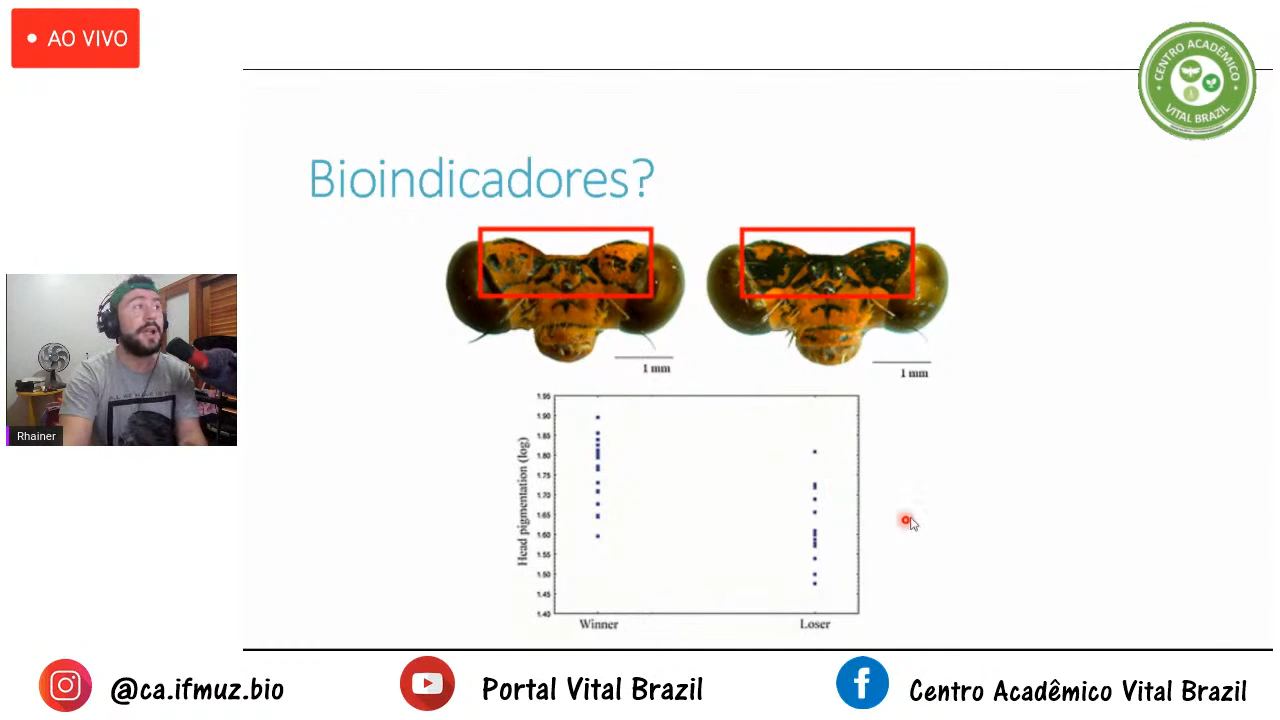 AO VIVO
CENTRO ACADÊMICO
VITAL BRAZIL
Bioindicadores?
1 mm
1 mm
Rhainer
Head pigmentation (log)
1.95
1.90
1.85
1.80
1.75
1.70
1.65
1.60
1.55
1.50
1.45
1.40
Winner
Loser
@ca.ifmuz.bio
Portal Vital Brazil
Centro Acadêmico Vital Brazil